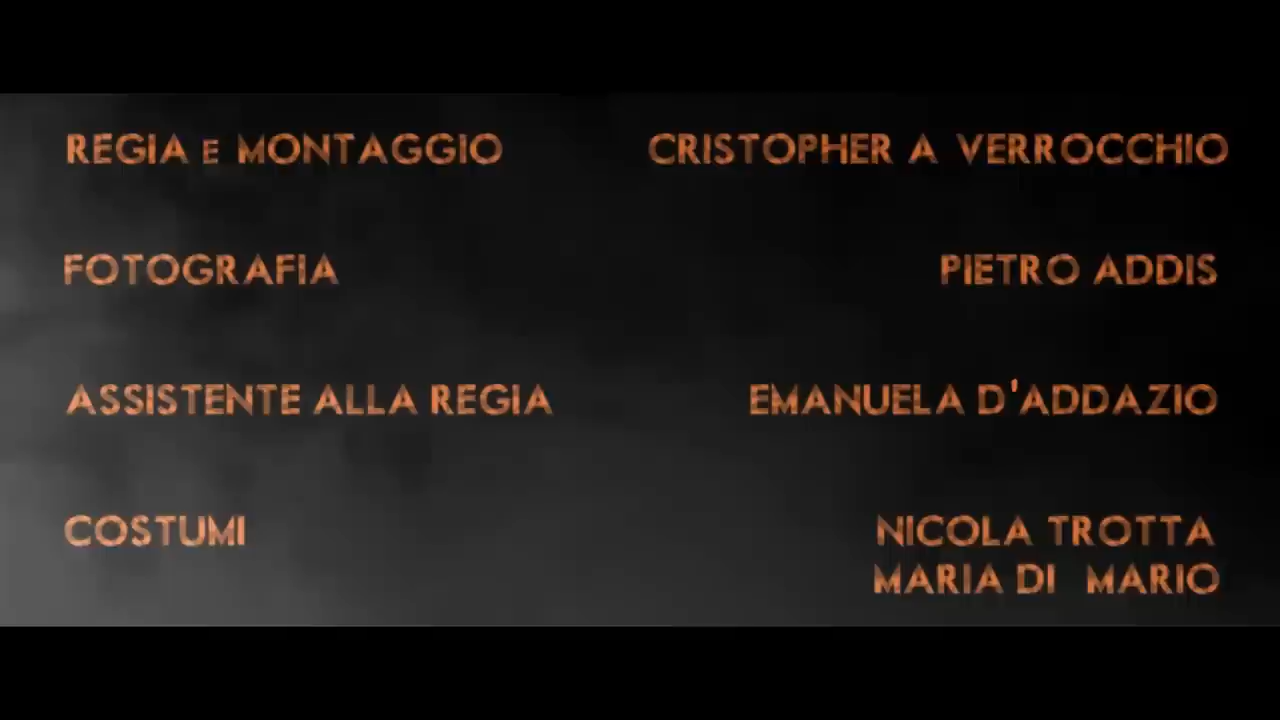 REGIA E MONTAGGIO CRISTOPHER A VERROCCHIO
FOTOGRAFIA PIETRO ADDIS
ASSISTENTE ALLA REGIA EMANUELA D'ADDAZIO
COSTUMI NICOLA TROTTA
MARIA DI MARIO